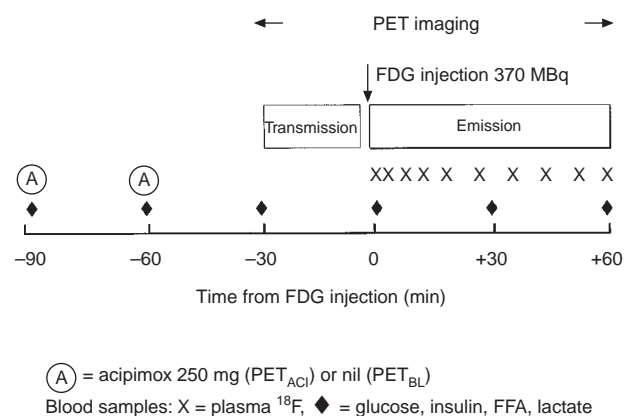 PET imaging
FDG injection 370 MBq
Transmission Emission
A A XX X X X X X X X X
–90 –60 –30 0 +30 +60
Time from FDG injection (min)
A = acipimox 250 mg (PET_ACI) or nil (PET_BL)
Blood samples: X = plasma ¹⁸F, ♦ = glucose, insulin, FFA, lactate